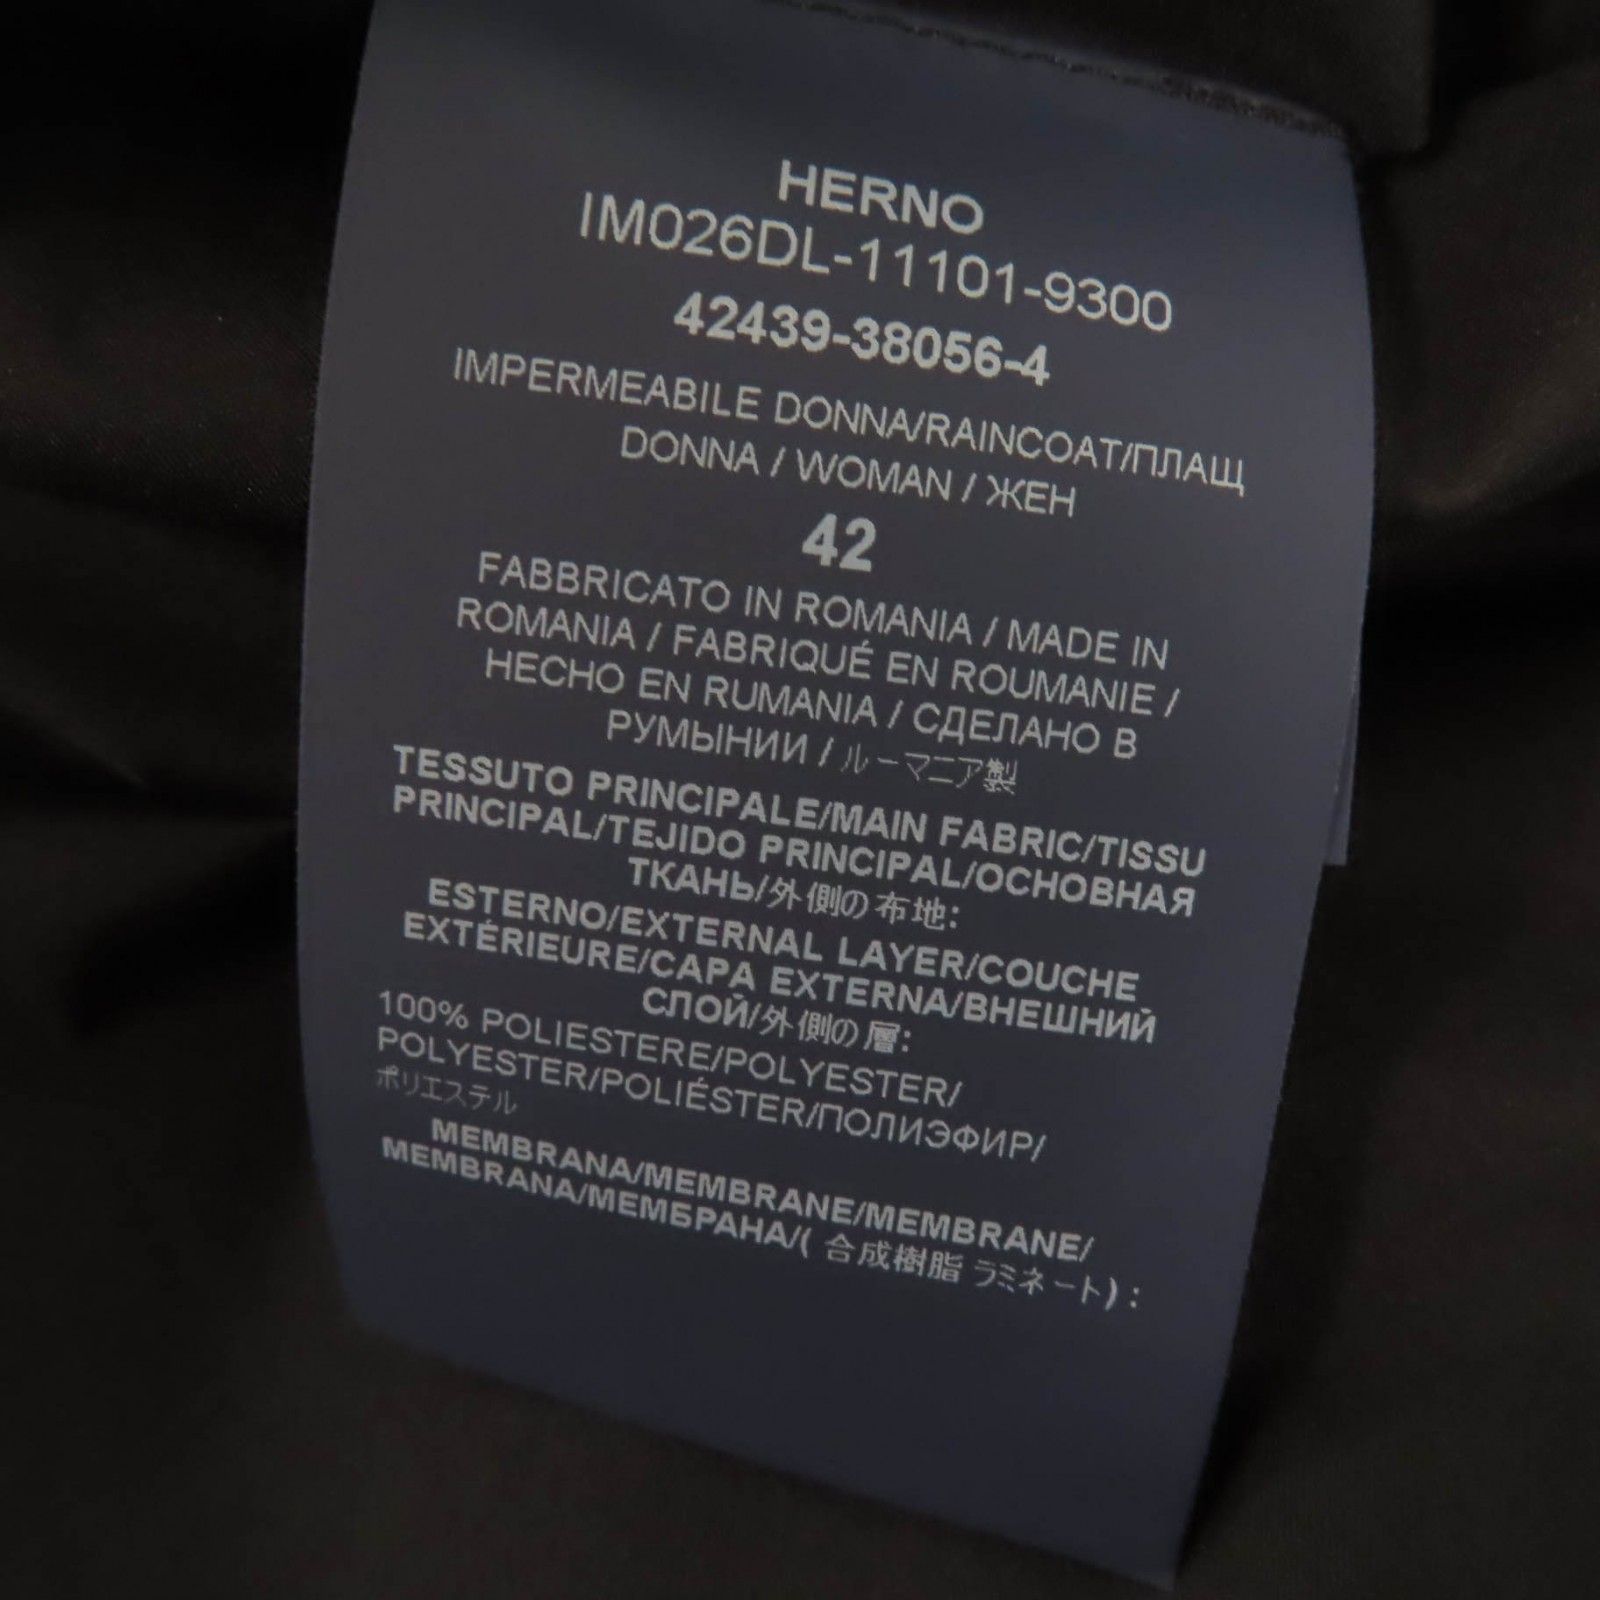 HERNO
IM026DL-11101-9300
42439-38056-4
IMPERMEABILE DONNA/RAINCOAT/ПЛАЩ
DONNA / WOMAN / ЖЕН
42
FABBRICATO IN ROMANIA / MADE IN
ROMANIA / FABRIQUÉ EN ROUMANIE /
HECHO EN RUMANIA / СДЕЛАНО В
РУМЫНИИ / ルーマニア製
TESSUTO PRINCIPALE/MAIN FABRIC/TISSU
PRINCIPAL/TEJIDO PRINCIPAL/ОСНОВНАЯ
ТКАНЬ/外側の布地:
ESTERNO/EXTERNAL LAYER/COUCHE
EXTÉRIEURE/CAPA EXTERNA/ВНЕШНИЙ
СЛОЙ/外側の層:
100% POLIESTERE/POLYESTER/
POLYESTER/POLIÉSTER/ПОЛИЭФИР/
ポリエステル
MEMBRANA/MEMBRANE/MEMBRANE/
MEMBRANA/МЕМБРАНА/( 合成樹脂 ラミネート) :